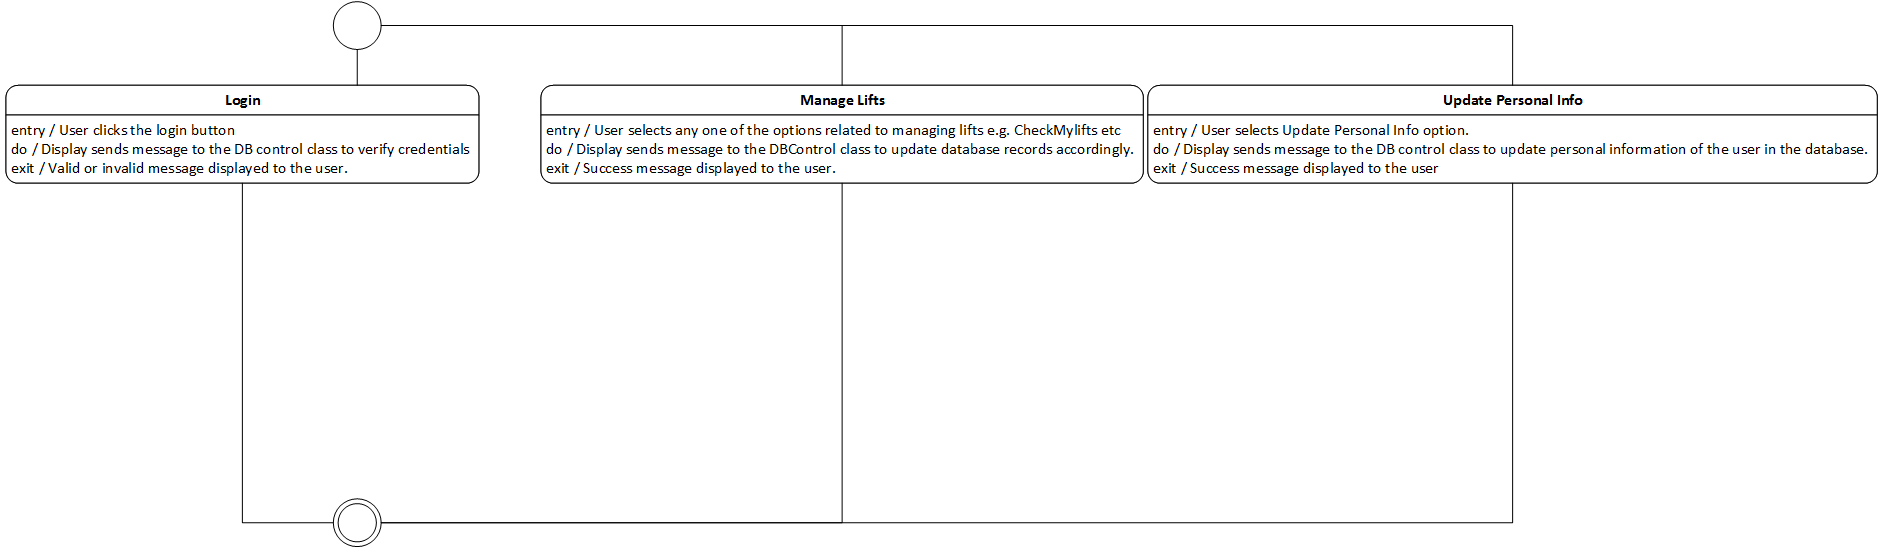 Login
entry / User clicks the login button
do / Display sends message to the DB control class to verify credentials
exit / Valid or invalid message displayed to the user.
Manage Lifts
entry / User selects any one of the options related to managing lifts e.g. CheckMylifts etc
do / Display sends message to the DBControl class to update database records accordingly.
exit / Success message displayed to the user.
Update Personal Info
entry / User selects Update Personal Info option.
do / Display sends message to the DB control class to update personal information of the user in the database.
exit / Success message displayed to the user